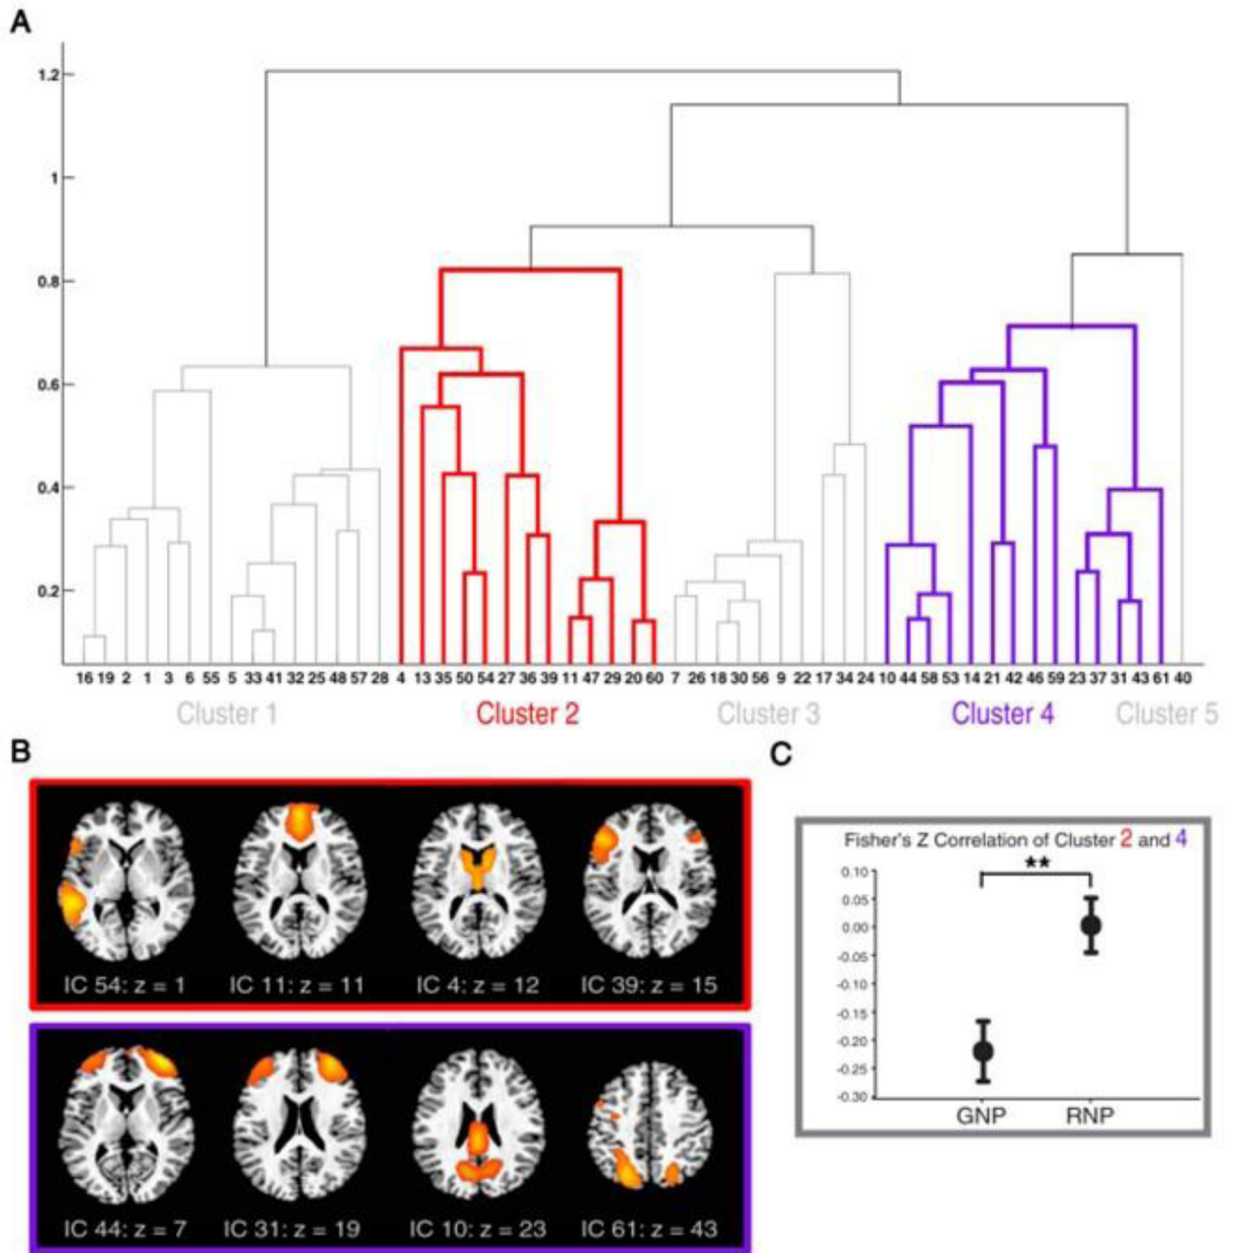 A
1.2
1
0.8
0.6
0.4
0.2
16 19 2 1 3 6 55 5 33 41 32 25 48 57 28 4 13 35 50 54 27 36 39 11 47 29 20 60 7 26 18 30 56 9 22 17 34 24 10 44 58 53 14 21 42 46 59 23 37 31 43 61 40
Cluster 1 Cluster 2 Cluster 3 Cluster 4 Cluster 5
B
IC 54: z = 1 IC 11: z = 11 IC 4: z = 12 IC 39: z = 15
IC 44: z = 7 IC 31: z = 19 IC 10: z = 23 IC 61: z = 43
C
Fisher's Z Correlation of Cluster 2 and 4
**
0.10
0.05
0.00
-0.05
-0.10
-0.15
-0.20
-0.25
-0.30
GNP RNP